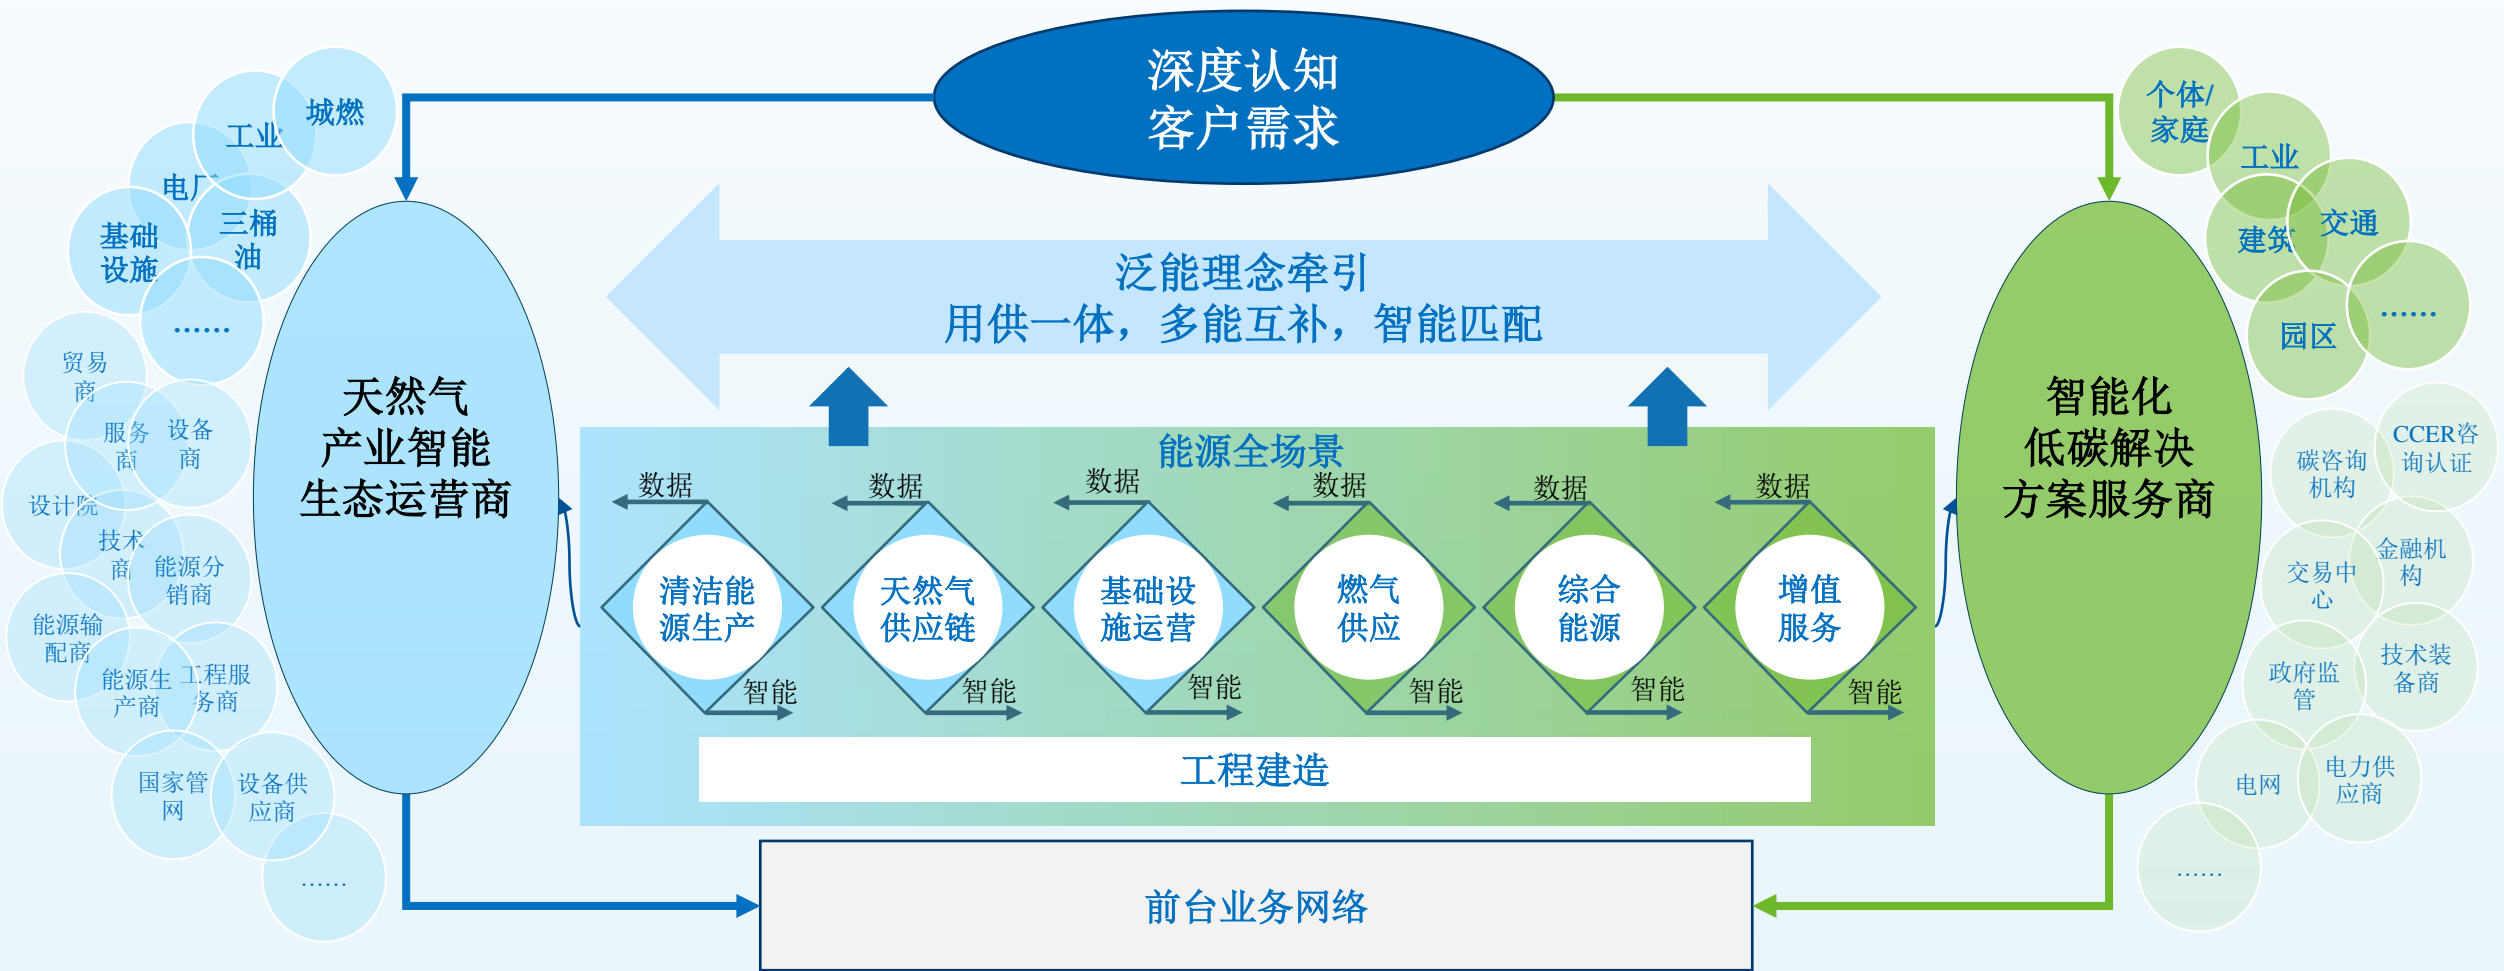 深度认知
客户需求
城燃
工业
电厂
三桶
油
基础
设施
……
贸易
商
服务
商
设备
商
设计院
技术
商
能源分
销商
能源输
配商
能源生
产商
工程服
务商
国家管
网
设备供
应商
……
天然气
产业智能
生态运营商
泛能理念牵引
用供一体，多能互补，智能匹配
能源全场景
数据
数据
数据
数据
数据
数据
清洁能
源生产
天然气
供应链
基础设
施运营
燃气
供应
综合
能源
增值
服务
智能
智能
智能
智能
智能
智能
工程建造
前台业务网络
智能化
低碳解决
方案服务商
个体/
家庭
工业
建筑
交通
园区
……
CCER咨
询认证
碳咨询
机构
金融机
构
交易中
心
技术装
备商
政府监
管
电力供
应商
电网
……